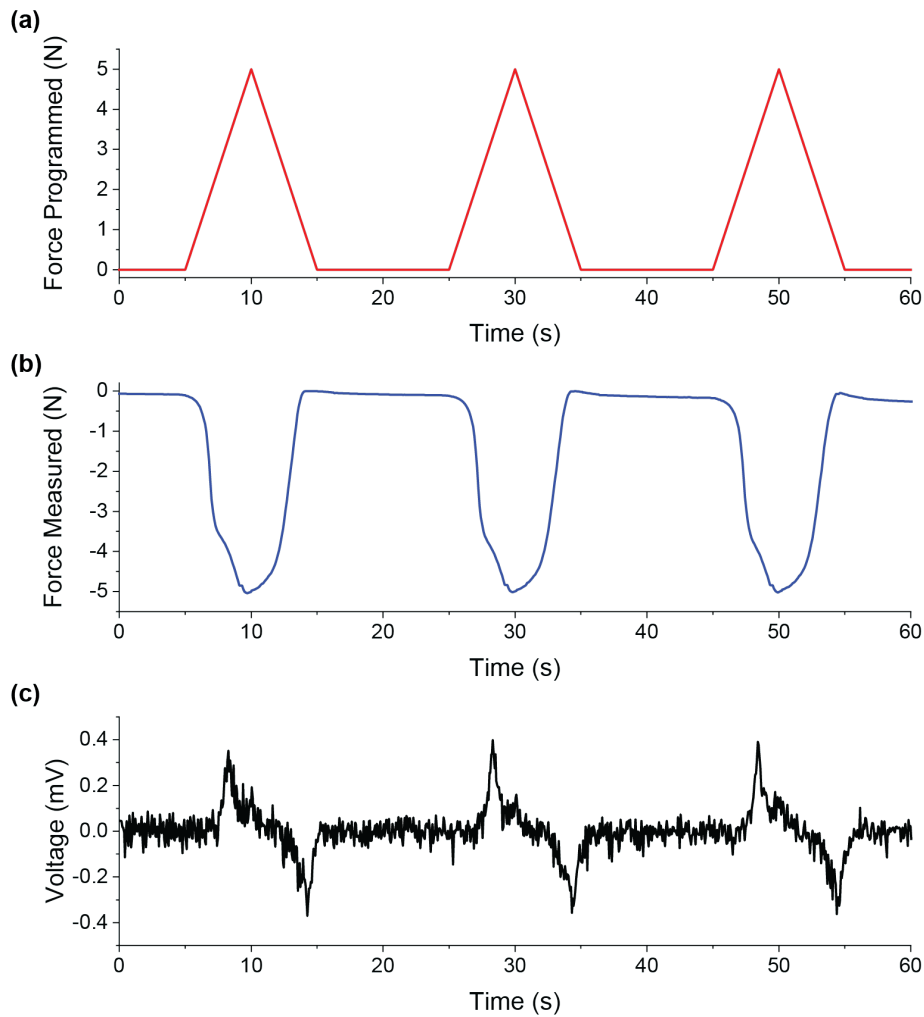 (a)
Force Programmed (N)
5
4
3
2
1
0
0 10 20 30 40 50 60
Time (s)
(b)
Force Measured (N)
0
-1
-2
-3
-4
-5
0 10 20 30 40 50 60
Time (s)
(c)
Voltage (mV)
0.4
0.2
0.0
-0.2
-0.4
0 10 20 30 40 50 60
Time (s)